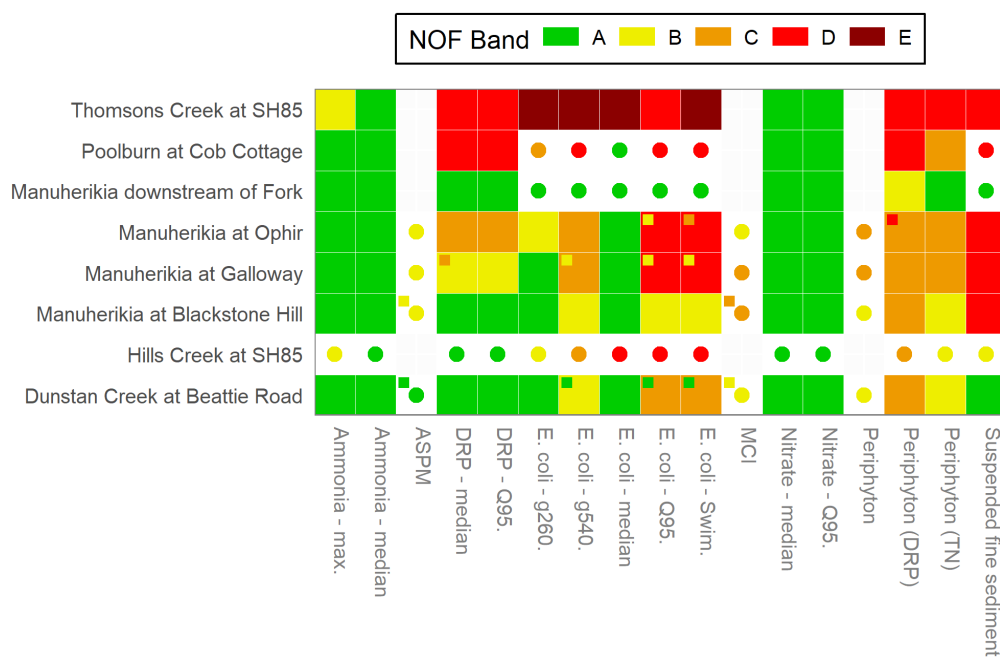 NOF Band A B C D E
Thomsons Creek at SH85
Poolburn at Cob Cottage
Manuherikia downstream of Fork
Manuherikia at Ophir
Manuherikia at Galloway
Manuherikia at Blackstone Hill
Hills Creek at SH85
Dunstan Creek at Beattie Road
Ammonia - max.
Ammonia - median
ASPM
DRP - median
DRP - Q95.
E. coli - g260.
E. coli - g540.
E. coli - median
E. coli - Q95.
E. coli - Swim.
MCI
Nitrate - median
Nitrate - Q95.
Periphyton
Periphyton (DRP)
Periphyton (TN)
Suspended fine sediment